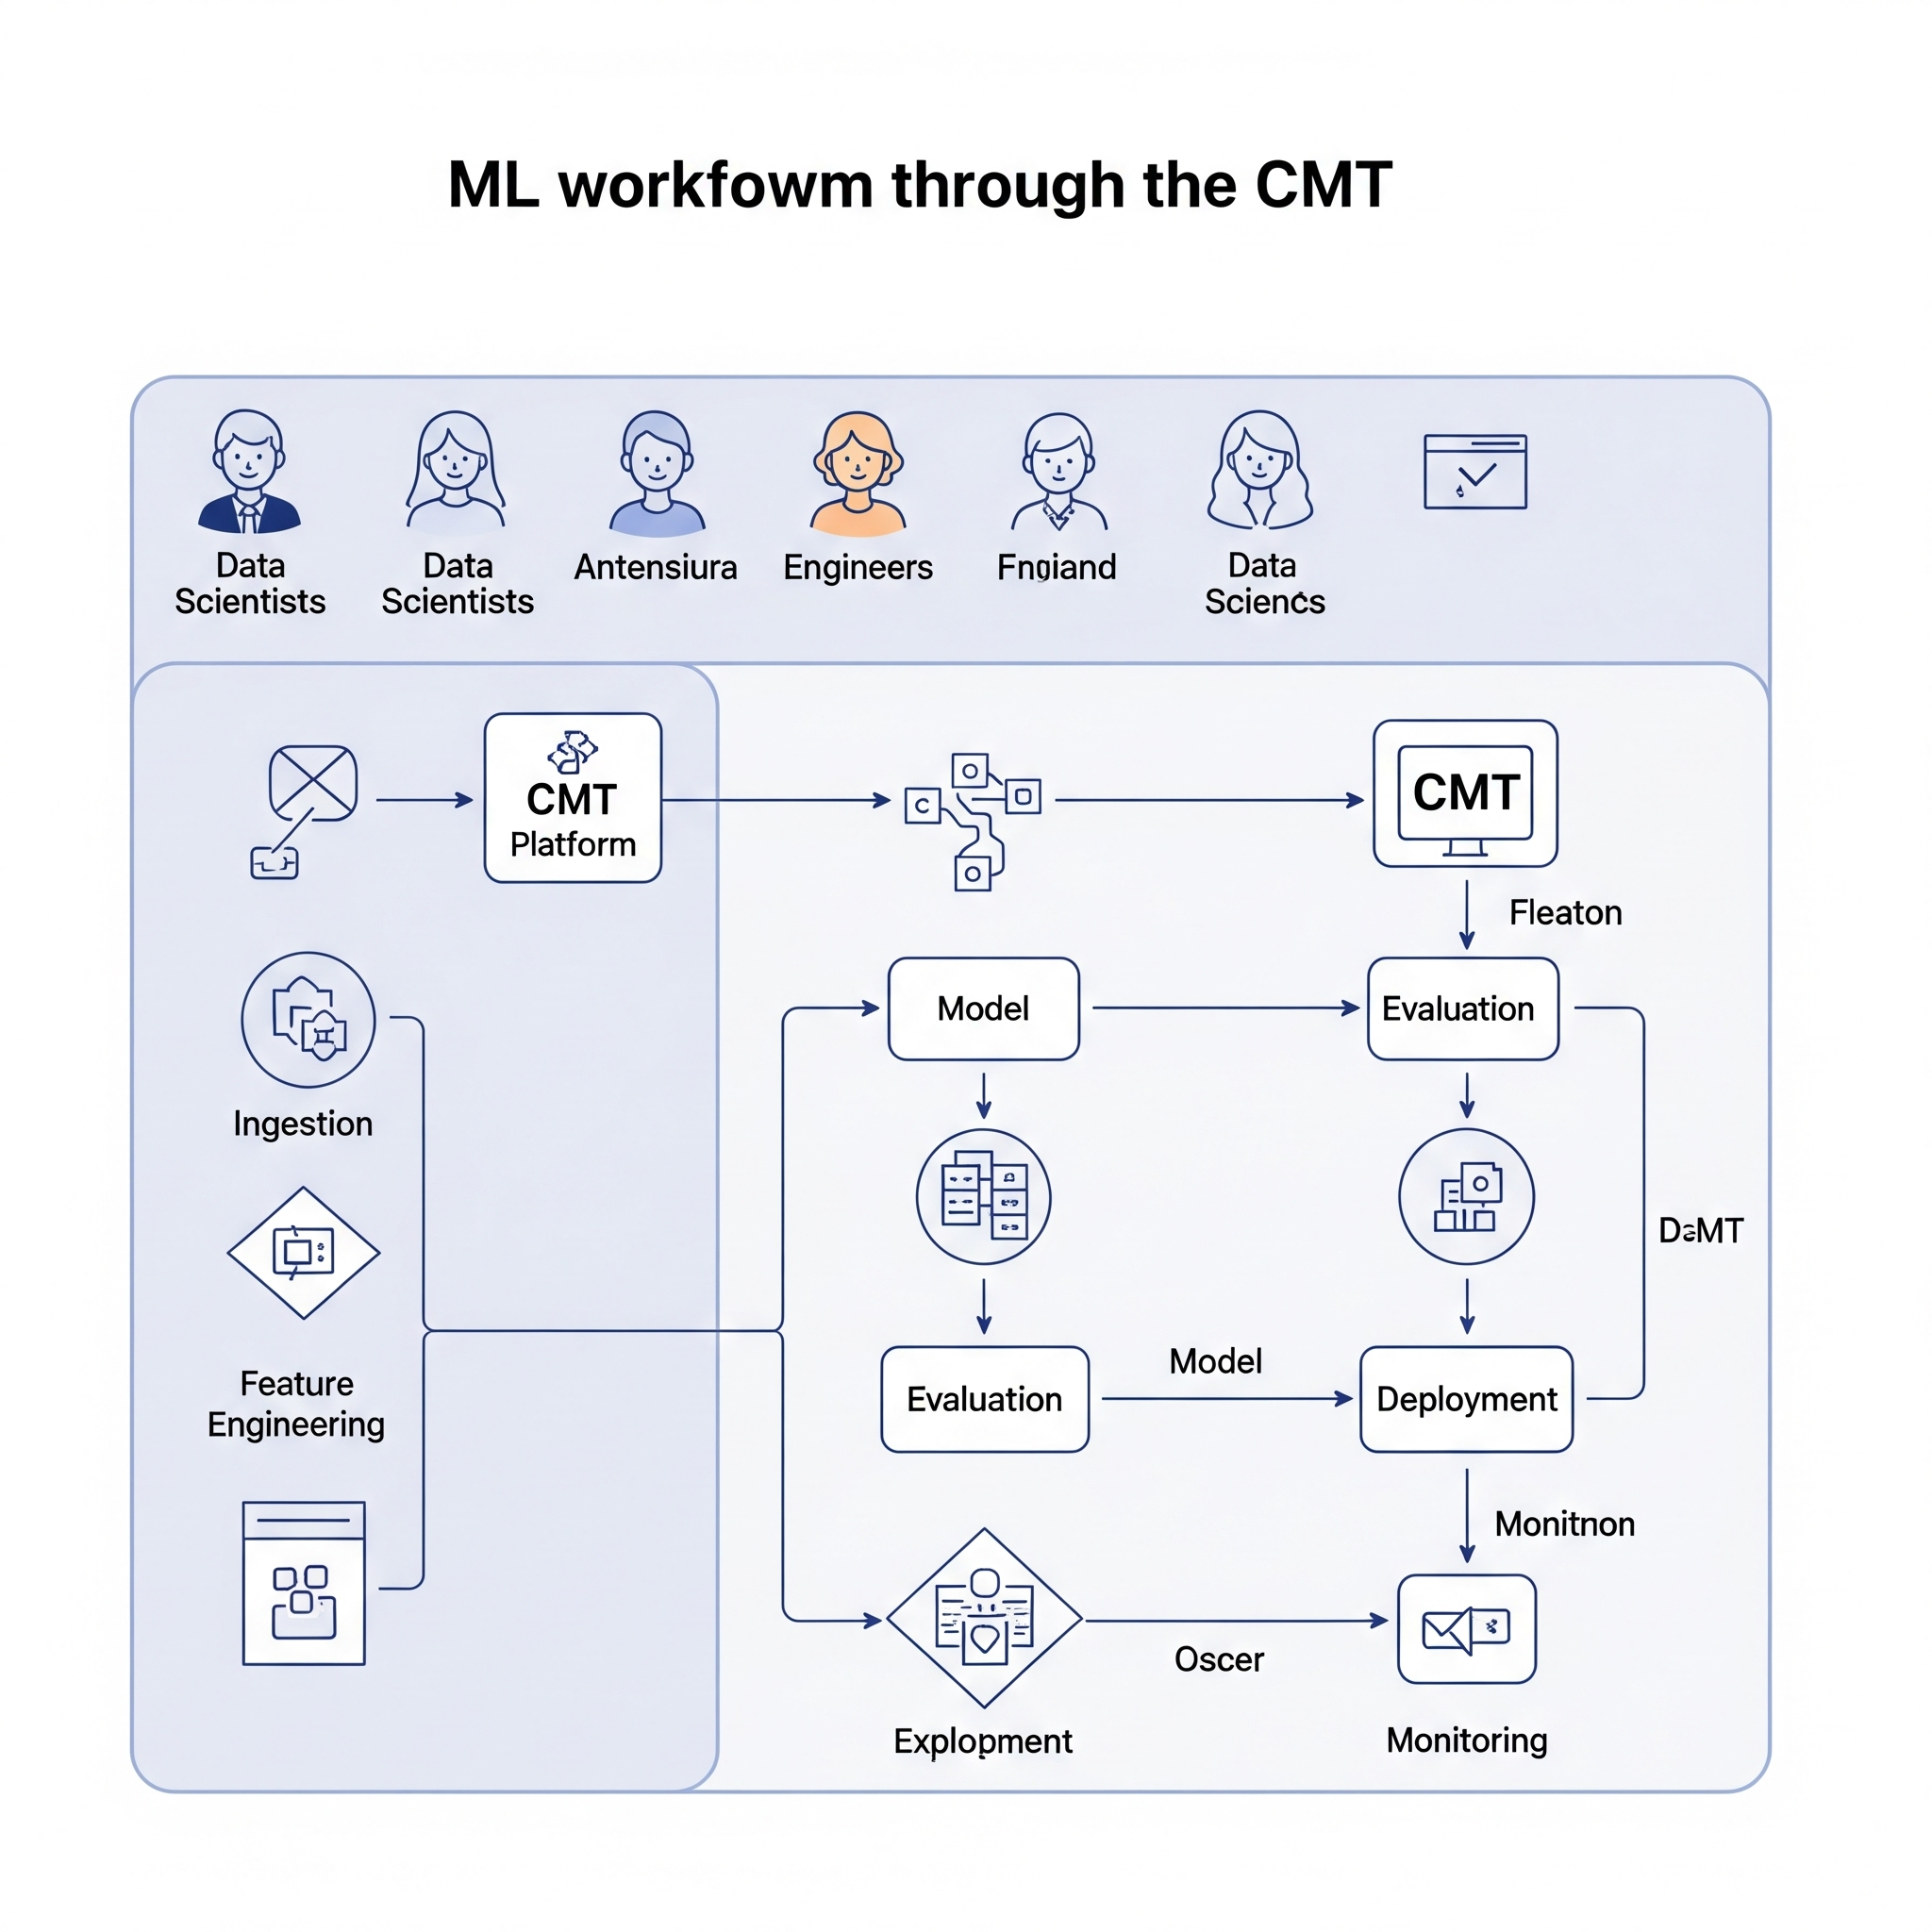 ML workfowm through the CMT
Data
Scientists
Data
Scientists
Antensiura
Engineers
Fngiand
Data
Sciencs
CMT
Platform
C
CMT
Fleaton
Model
Evaluation
Ingestion
DaMT
Feature
Engineering
Evaluation
Model
Deployment
Monitnon
Oscer
Explopment
Monitoring